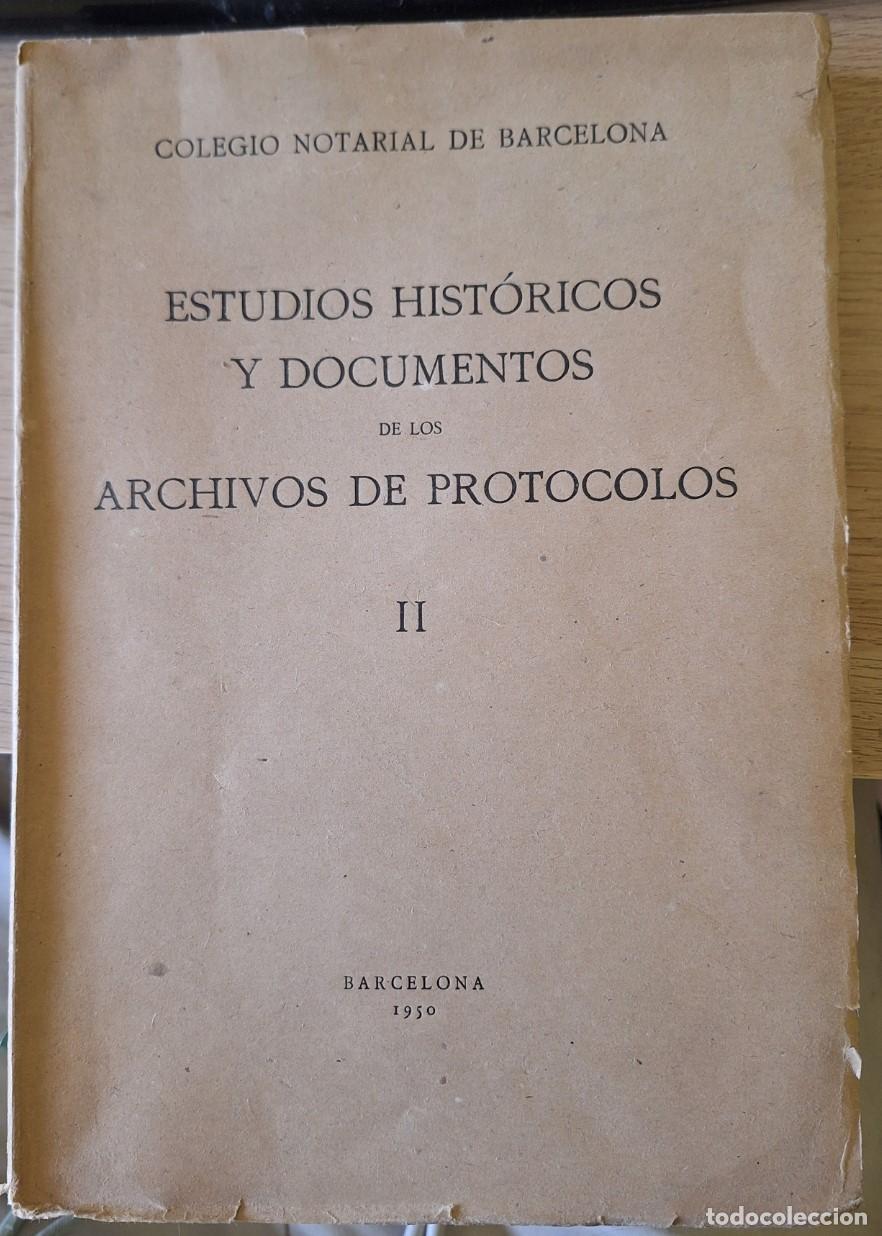 COLEGIO NOTARIAL DE BARCELONA
ESTUDIOS HISTÓRICOS
Y DOCUMENTOS
DE LOS
ARCHIVOS DE PROTOCOLOS
II
BARCELONA
1950
todocoleccion